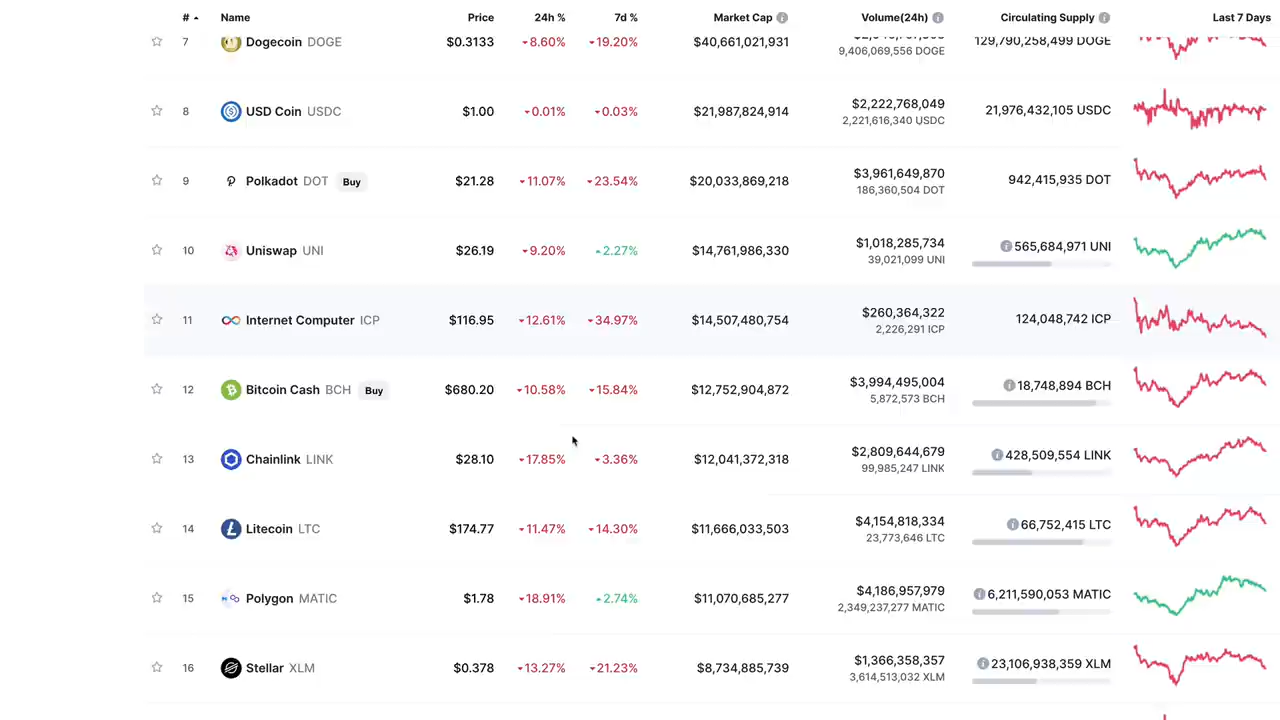 # Name Price 24h % 7d % Market Cap Volume(24h) Circulating Supply Last 7 Days
7 Dogecoin DOGE $0.3133 8.60% 19.20% $40,661,021,931 129,790,258,499 DOGE
9,406,069,556 DOGE
8 USD Coin USDC $1.00 0.01% 0.03% $21,987,824,914 $2,222,768,049 21,976,432,105 USDC
2,221,616,340 USDC
9 Polkadot DOT Buy $21.28 11.07% 23.54% $20,033,869,218 $3,961,649,870 942,415,935 DOT
186,360,504 DOT
10 Uniswap UNI $26.19 9.20% 2.27% $14,761,986,330 $1,018,285,734 565,684,971 UNI
39,021,099 UNI
11 Internet Computer ICP $116.95 12.61% 34.97% $14,507,480,754 $260,364,322 124,048,742 ICP
2,226,291 ICP
12 Bitcoin Cash BCH Buy $680.20 10.58% 15.84% $12,752,904,872 $3,994,495,004 18,748,894 BCH
5,872,573 BCH
13 Chainlink LINK $28.10 17.85% 3.36% $12,041,372,318 $2,809,644,679 428,509,554 LINK
99,985,247 LINK
14 Litecoin LTC $174.77 11.47% 14.30% $11,666,033,503 $4,154,818,334 66,752,415 LTC
23,773,646 LTC
15 Polygon MATIC $1.78 18.91% 2.74% $11,070,685,277 $4,186,957,979 6,211,590,053 MATIC
2,349,237,277 MATIC
16 Stellar XLM $0.378 13.27% 21.23% $8,734,885,739 $1,366,358,357 23,106,938,359 XLM
3,614,513,032 XLM